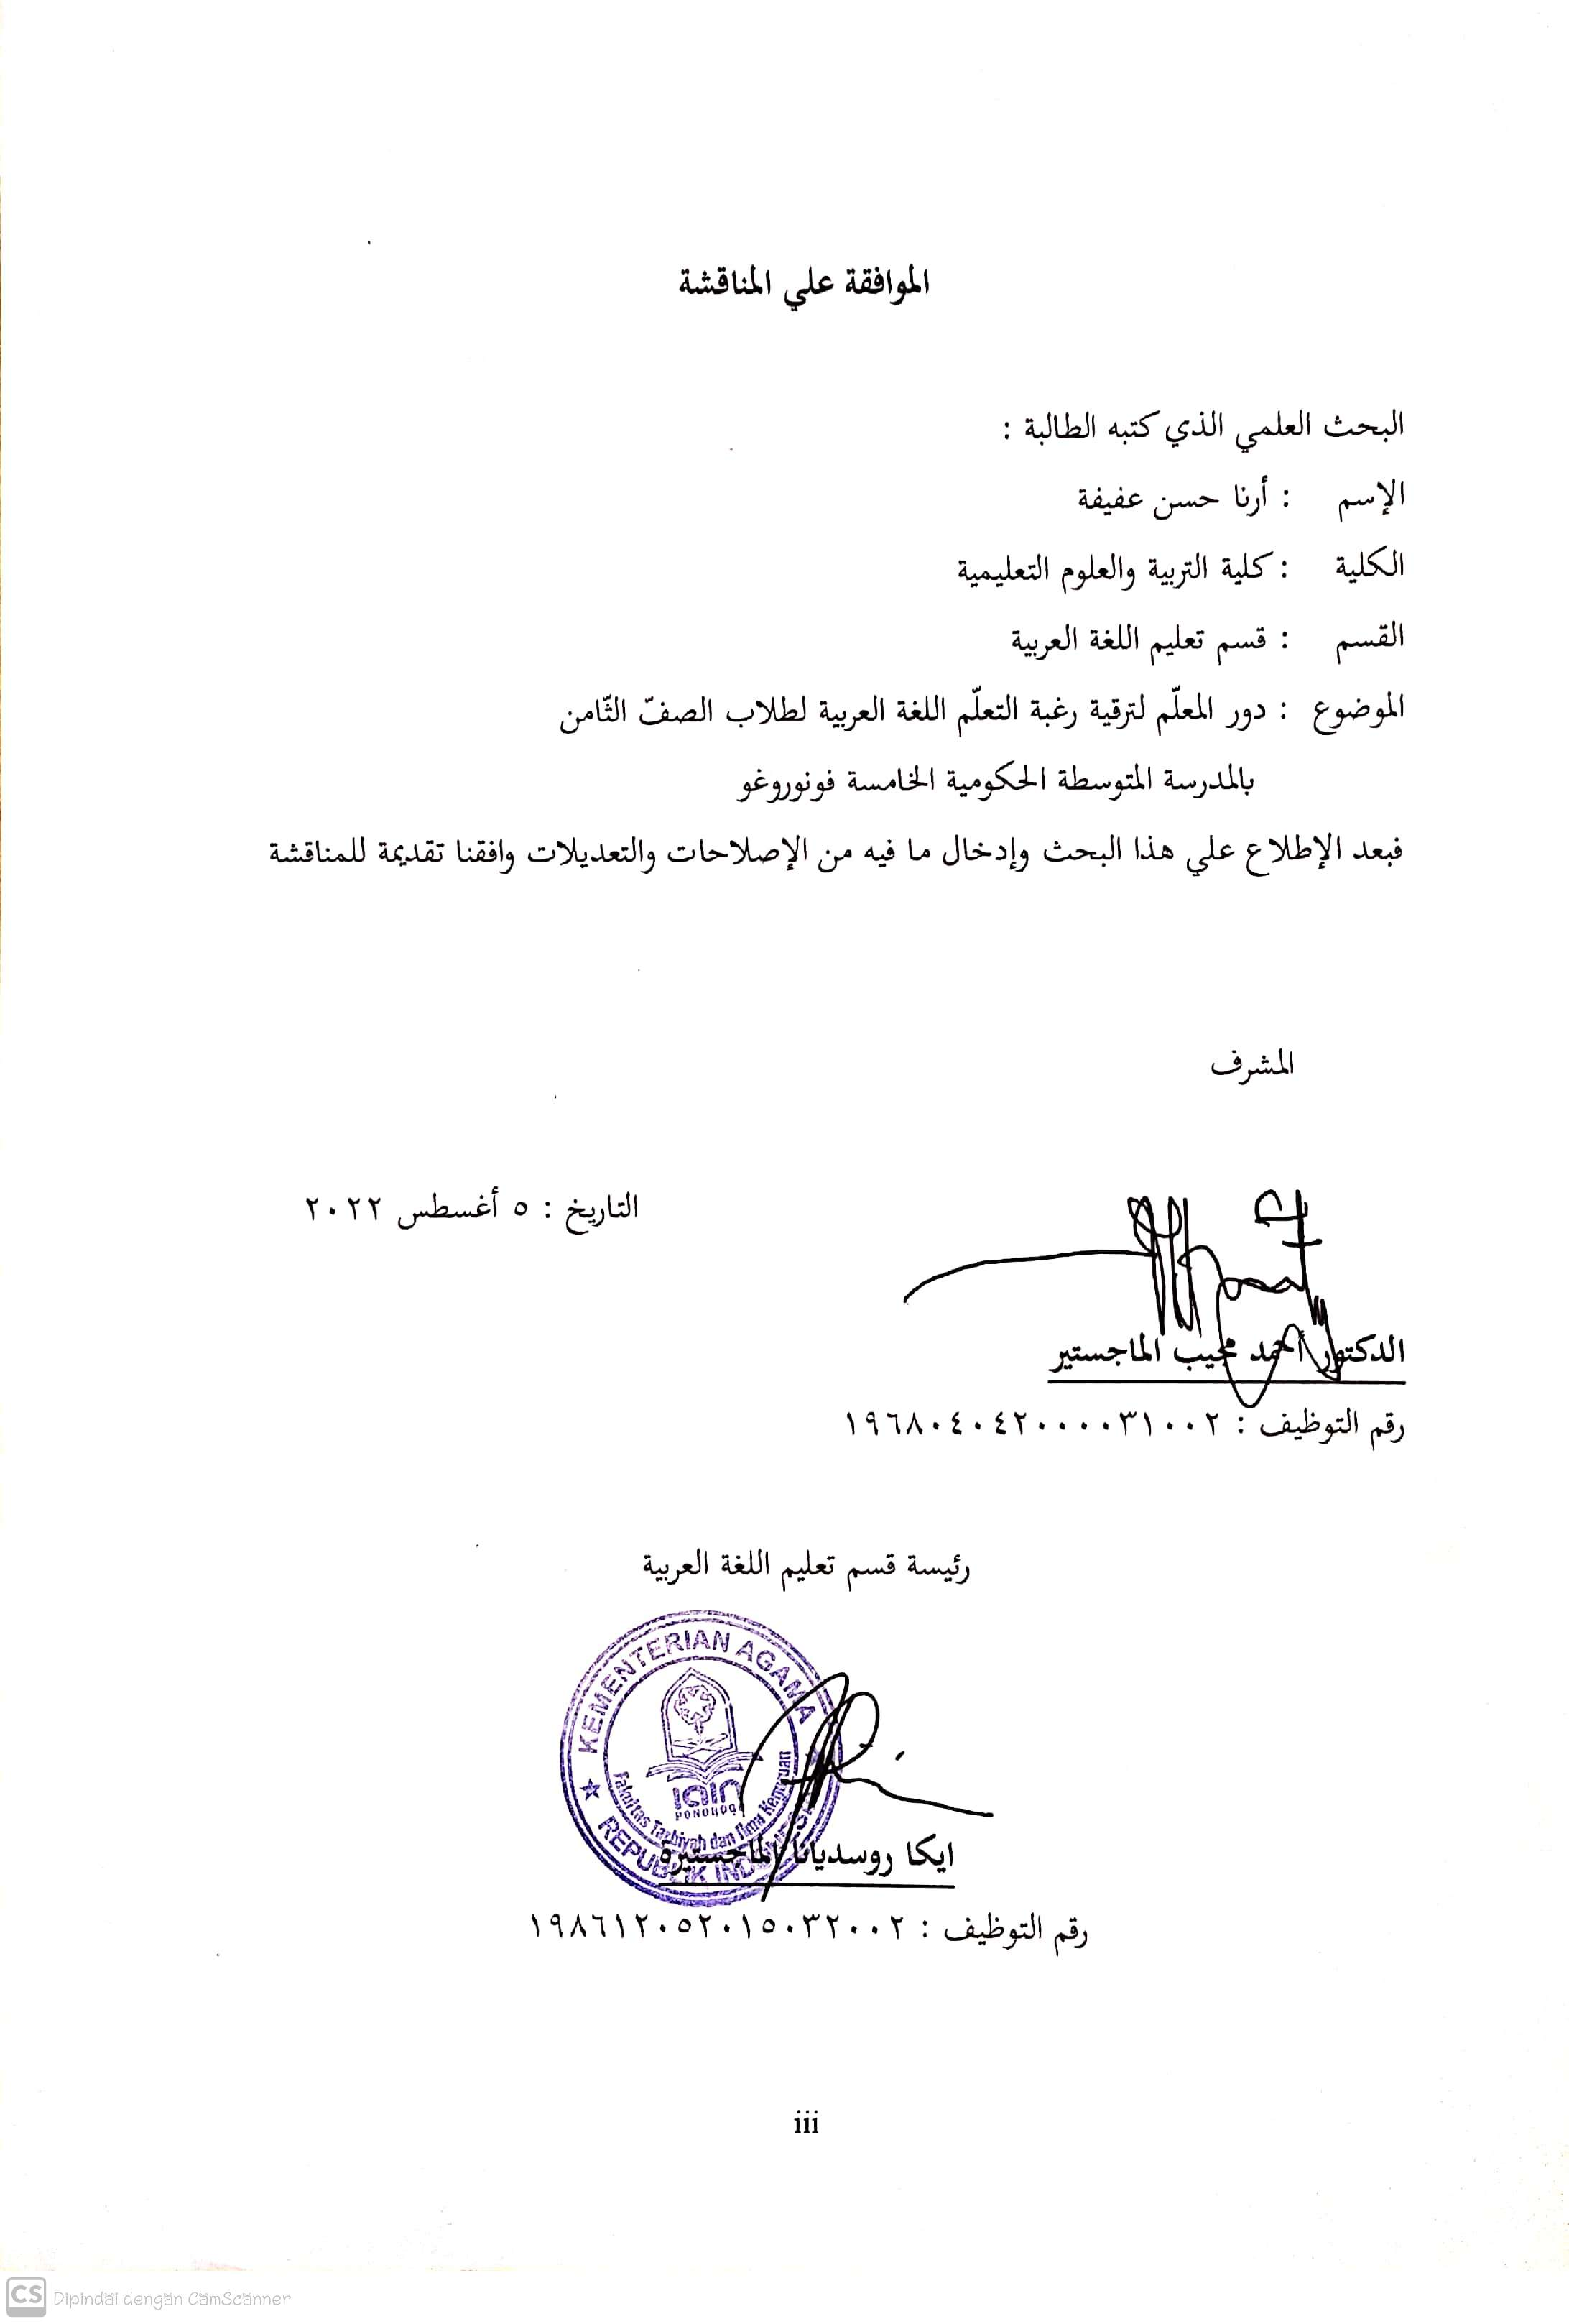 الموافقة علي المناقشة
البحث العلمي الذي كتبه الطالبة :
الإسم : أرنا حسن عفيفة
الكلية : كلية التربية والعلوم التعليمية
القسم : قسم تعليم اللغة العربية
الموضوع : دور المعلّم لترقية رغبة التعلّم اللغة العربية لطلاب الصفّ الثّامن
بالمدرسة المتوسطة الحكومية الخامسة فونوروغو
فبعد الإطلاع علي هذا البحث وإدخال ما فيه من الإصلاحات والتعديلات وافقنا تقديمة للمناقشة
المشرف
التاريخ : ٥ أغسطس ٢٠٢٢
الدكتور أحمد مجيب الماجستير
رقم التوظيف : ١٩٦٨٠٤٠٤٢٠٠٠٠٣١٠٠٢
رئيسة قسم تعليم اللغة العربية
KEMENTERIAN AGAMA
iain
PONOROGO
Fakultas Tarbiyah dan Ilmu Keguruan
REPUBLIK INDONESIA
ايكا روسديانا الماجستيرة
رقم التوظيف : ١٩٨٦١٢٠٥٢٠١٥٠٣٢٠٠٢
iii
CS Dipindai dengan CamScanner